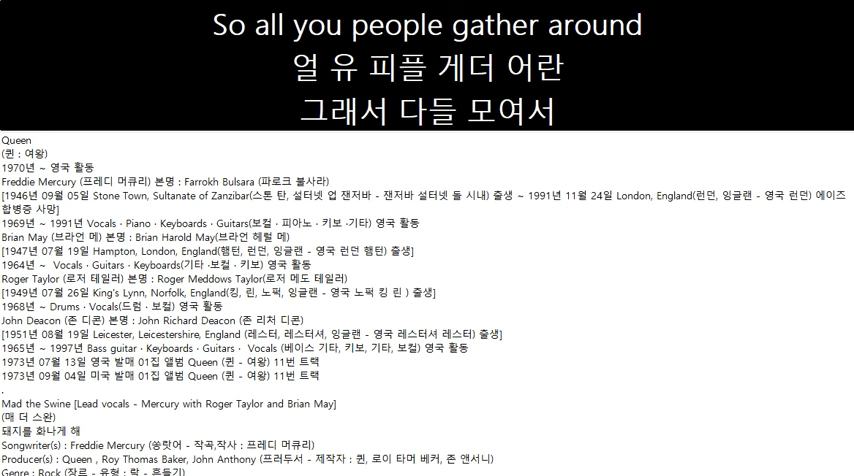 So all you people gather around
얼 유 피플 게더 어란
그래서 다들 모여서
Queen
(퀸 : 여왕)
1970년 ~ 영국 활동
Freddie Mercury (프레디 머큐리) 본명 : Farrokh Bulsara (파로크 불사라)
[1946년 09월 05일 Stone Town, Sultanate of Zanzibar(스톤 탄, 설터넷 업 잰저바 - 잰저바 설터넷 돌 시내) 출생 ~ 1991년 11월 24일 London, England(런던, 잉글랜 - 영국 런던) 에이즈
합병증 사망]
1969년 ~ 1991년 Vocals · Piano · Keyboards · Guitars(보컬 · 피아노 · 키보 ·기타) 영국 활동
Brian May (브라언 메) 본명 : Brian Harold May(브라언 헤럴 메)
[1947년 07월 19일 Hampton, London, England(햄턴, 런던, 잉글랜 - 영국 런던 햄턴) 출생]
1964년 ~  Vocals · Guitars · Keyboards(기타 ·보컬 · 키보) 영국 활동
Roger Taylor (로저 테일러) 본명 : Roger Meddows Taylor(로저 메도 테일러)
[1949년 07월 26일 King's Lynn, Norfolk, England(킹, 린, 노퍽, 잉글랜 - 영국 노퍽 킹 린 ) 출생]
1968년 ~ Drums · Vocals(드럼 · 보컬) 영국 활동
John Deacon (존 디콘) 본명 : John Richard Deacon (존 리처 디콘)
[1951년 08월 19일 Leicester, Leicestershire, England (레스터, 레스터셔, 잉글랜 - 영국 레스터셔 레스터) 출생]
1965년 ~ 1997년 Bass guitar · Keyboards · Guitars ·  Vocals (베이스 기타, 키보, 기타, 보컬) 영국 활동
1973년 07월 13일 영국 발매 01집 앨범 Queen (퀸 - 여왕) 11번 트랙
1973년 09월 04일 미국 발매 01집 앨범 Queen (퀸 - 여왕) 11번 트랙
.
Mad the Swine [Lead vocals - Mercury with Roger Taylor and Brian May]
(매 더 스완)
돼지를 화나게 해
Songwriter(s) : Freddie Mercury (쏭랏어 - 작곡,작사 : 프레디 머큐리)
Producer(s) : Queen , Roy Thomas Baker, John Anthony (프러두서 - 제작자 : 퀸, 로이 타머 베커, 존 앤서니)
Genre : Rock (장르 - 유형 : 락 - 흔들기)